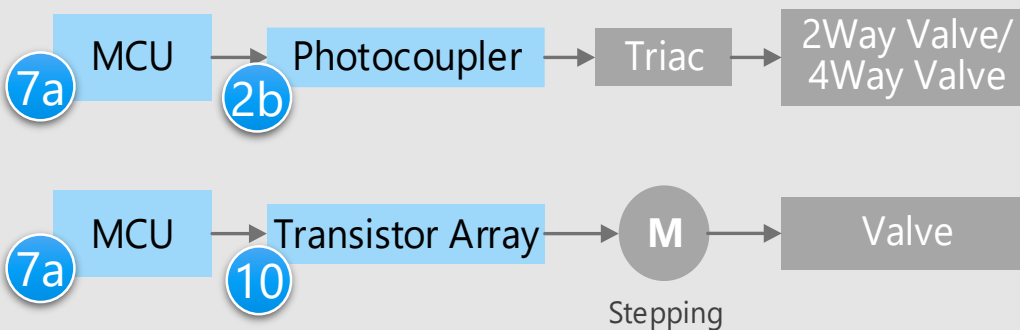 MCU
Photocoupler
Triac
2Way Valve/
4Way Valve
7a
2b
MCU
Transistor Array
M
Valve
7a
10
Stepping